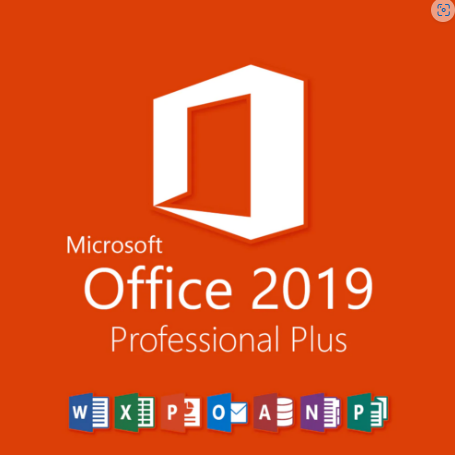 Microsoft
Office 2019
Professional Plus
W X P O A N P